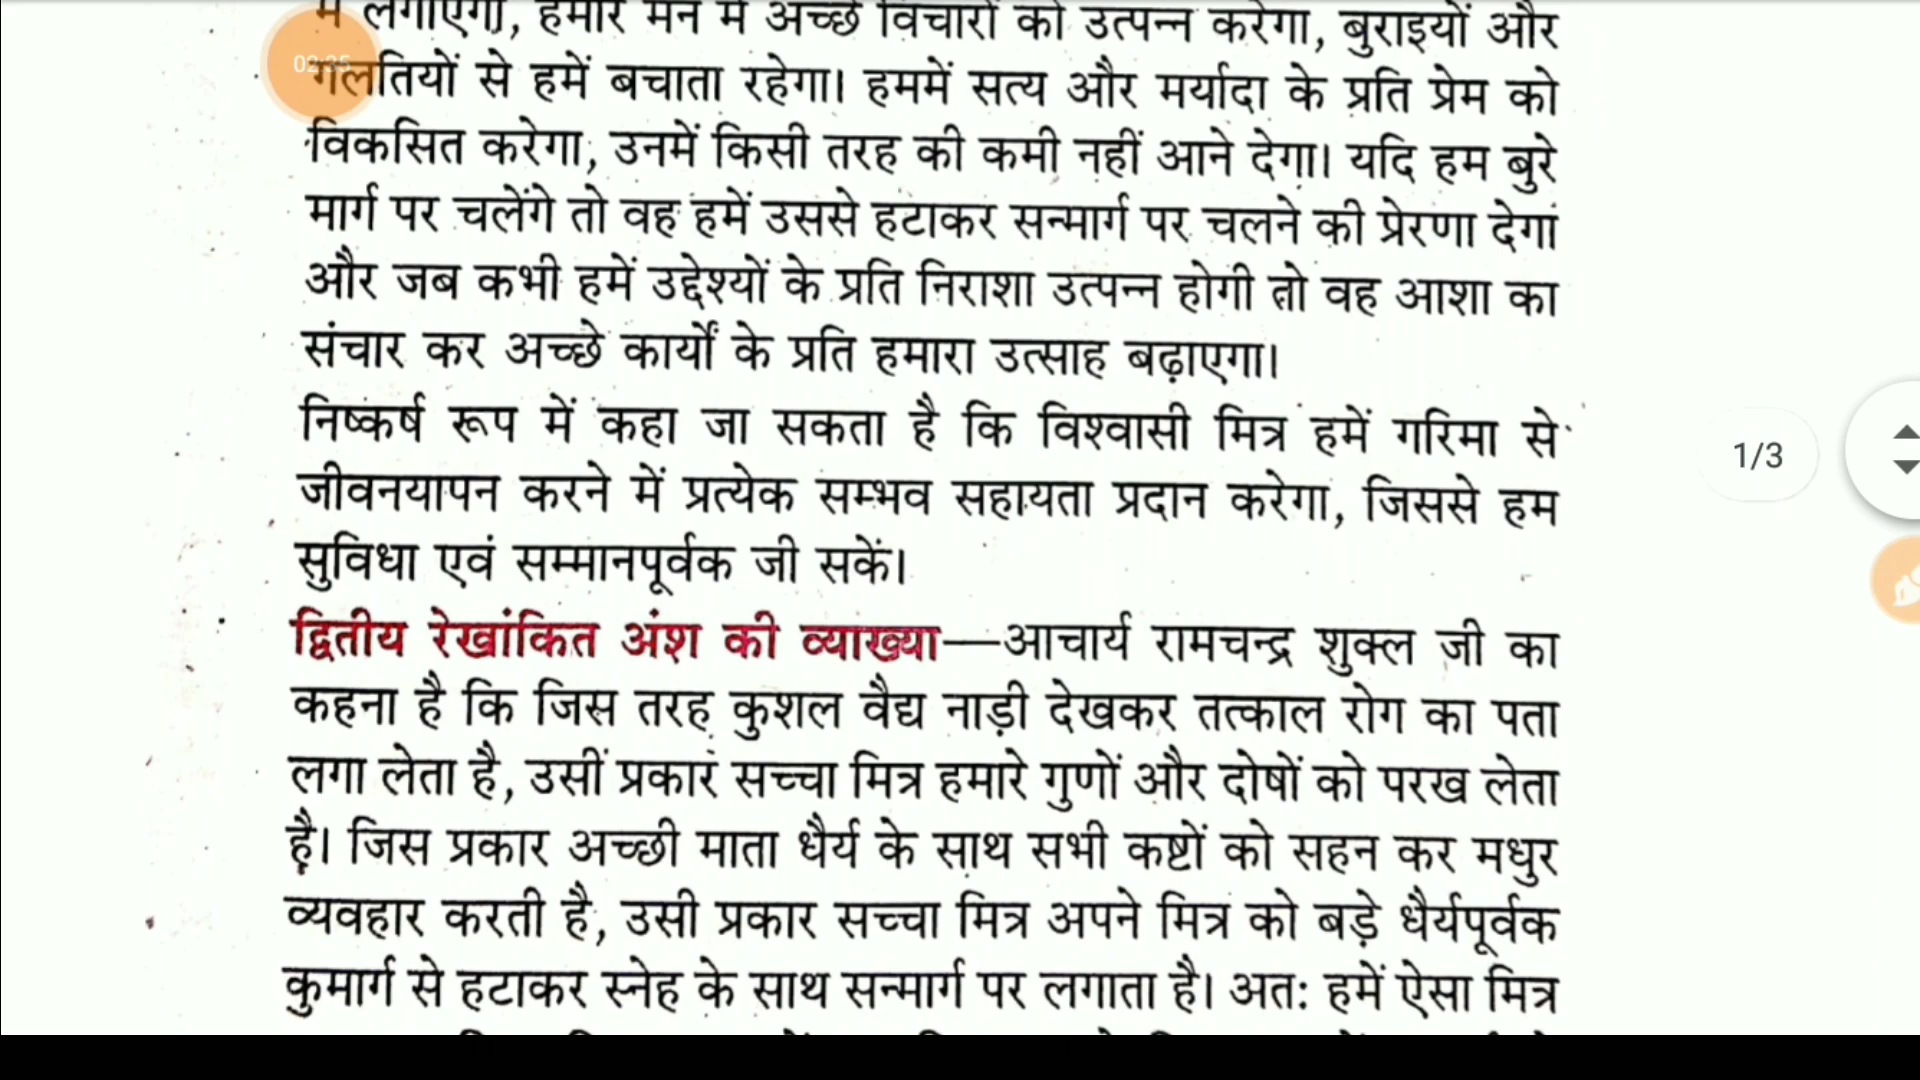 में लगाएगा, हमारे मन में अच्छे विचारों को उत्पन्न करेगा, बुराइयों और
02:35
गलतियों से हमें बचाता रहेगा। हममें सत्य और मर्यादा के प्रति प्रेम को
विकसित करेगा, उनमें किसी तरह की कमी नहीं आने देगा। यदि हम बुरे
मार्ग पर चलेंगे तो वह हमें उससे हटाकर सन्मार्ग पर चलने की प्रेरणा देगा
और जब कभी हमें उद्देश्यों के प्रति निराशा उत्पन्न होगी तो वह आशा का
संचार कर अच्छे कार्यों के प्रति हमारा उत्साह बढ़ाएगा।
निष्कर्ष रूप में कहा जा सकता है कि विश्वासी मित्र हमें गरिमा से
1/3
जीवनयापन करने में प्रत्येक सम्भव सहायता प्रदान करेगा, जिससे हम
सुविधा एवं सम्मानपूर्वक जी सकें।
द्वितीय रेखांकित अंश की व्याख्या—आचार्य रामचन्द्र शुक्ल जी का
कहना है कि जिस तरह कुशल वैद्य नाड़ी देखकर तत्काल रोग का पता
लगा लेता है, उसी प्रकार सच्चा मित्र हमारे गुणों और दोषों को परख लेता
है। जिस प्रकार अच्छी माता धैर्य के साथ सभी कष्टों को सहन कर मधुर
व्यवहार करती है, उसी प्रकार सच्चा मित्र अपने मित्र को बड़े धैर्यपूर्वक
कुमार्ग से हटाकर स्नेह के साथ सन्मार्ग पर लगाता है। अतः हमें ऐसा मित्र